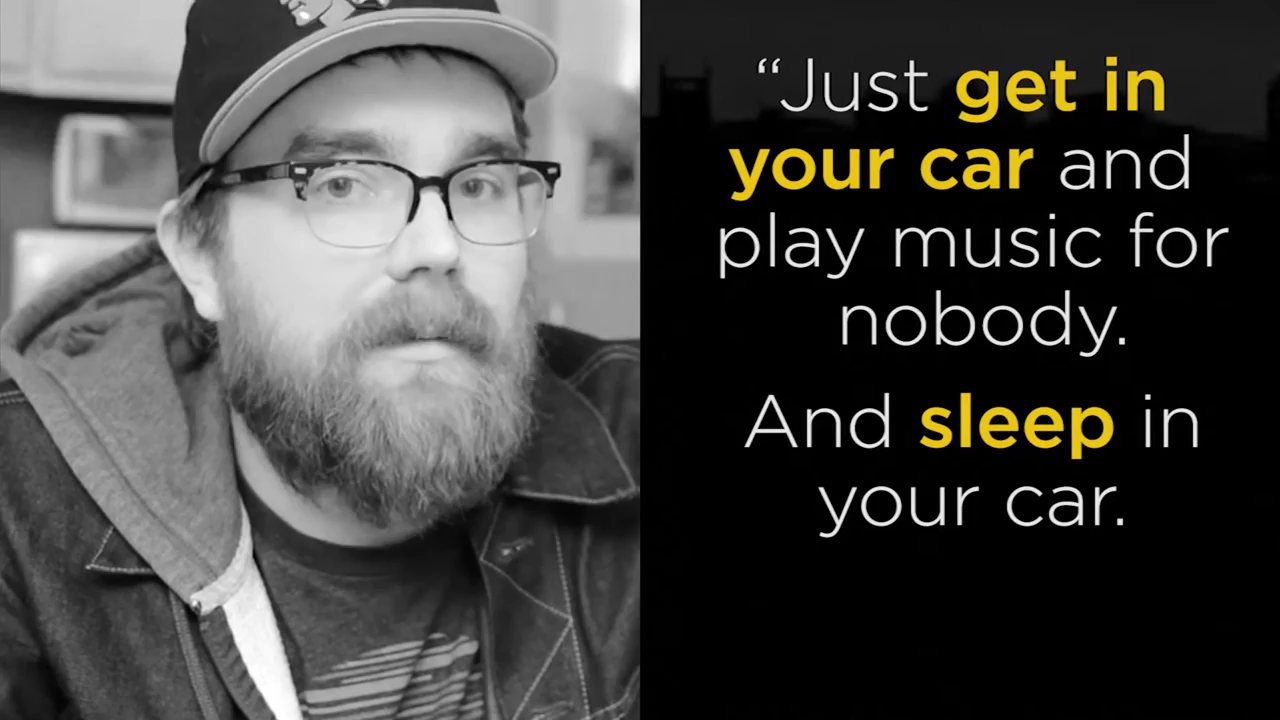 “Just get in
your car and
play music for
nobody.
And sleep in
your car.